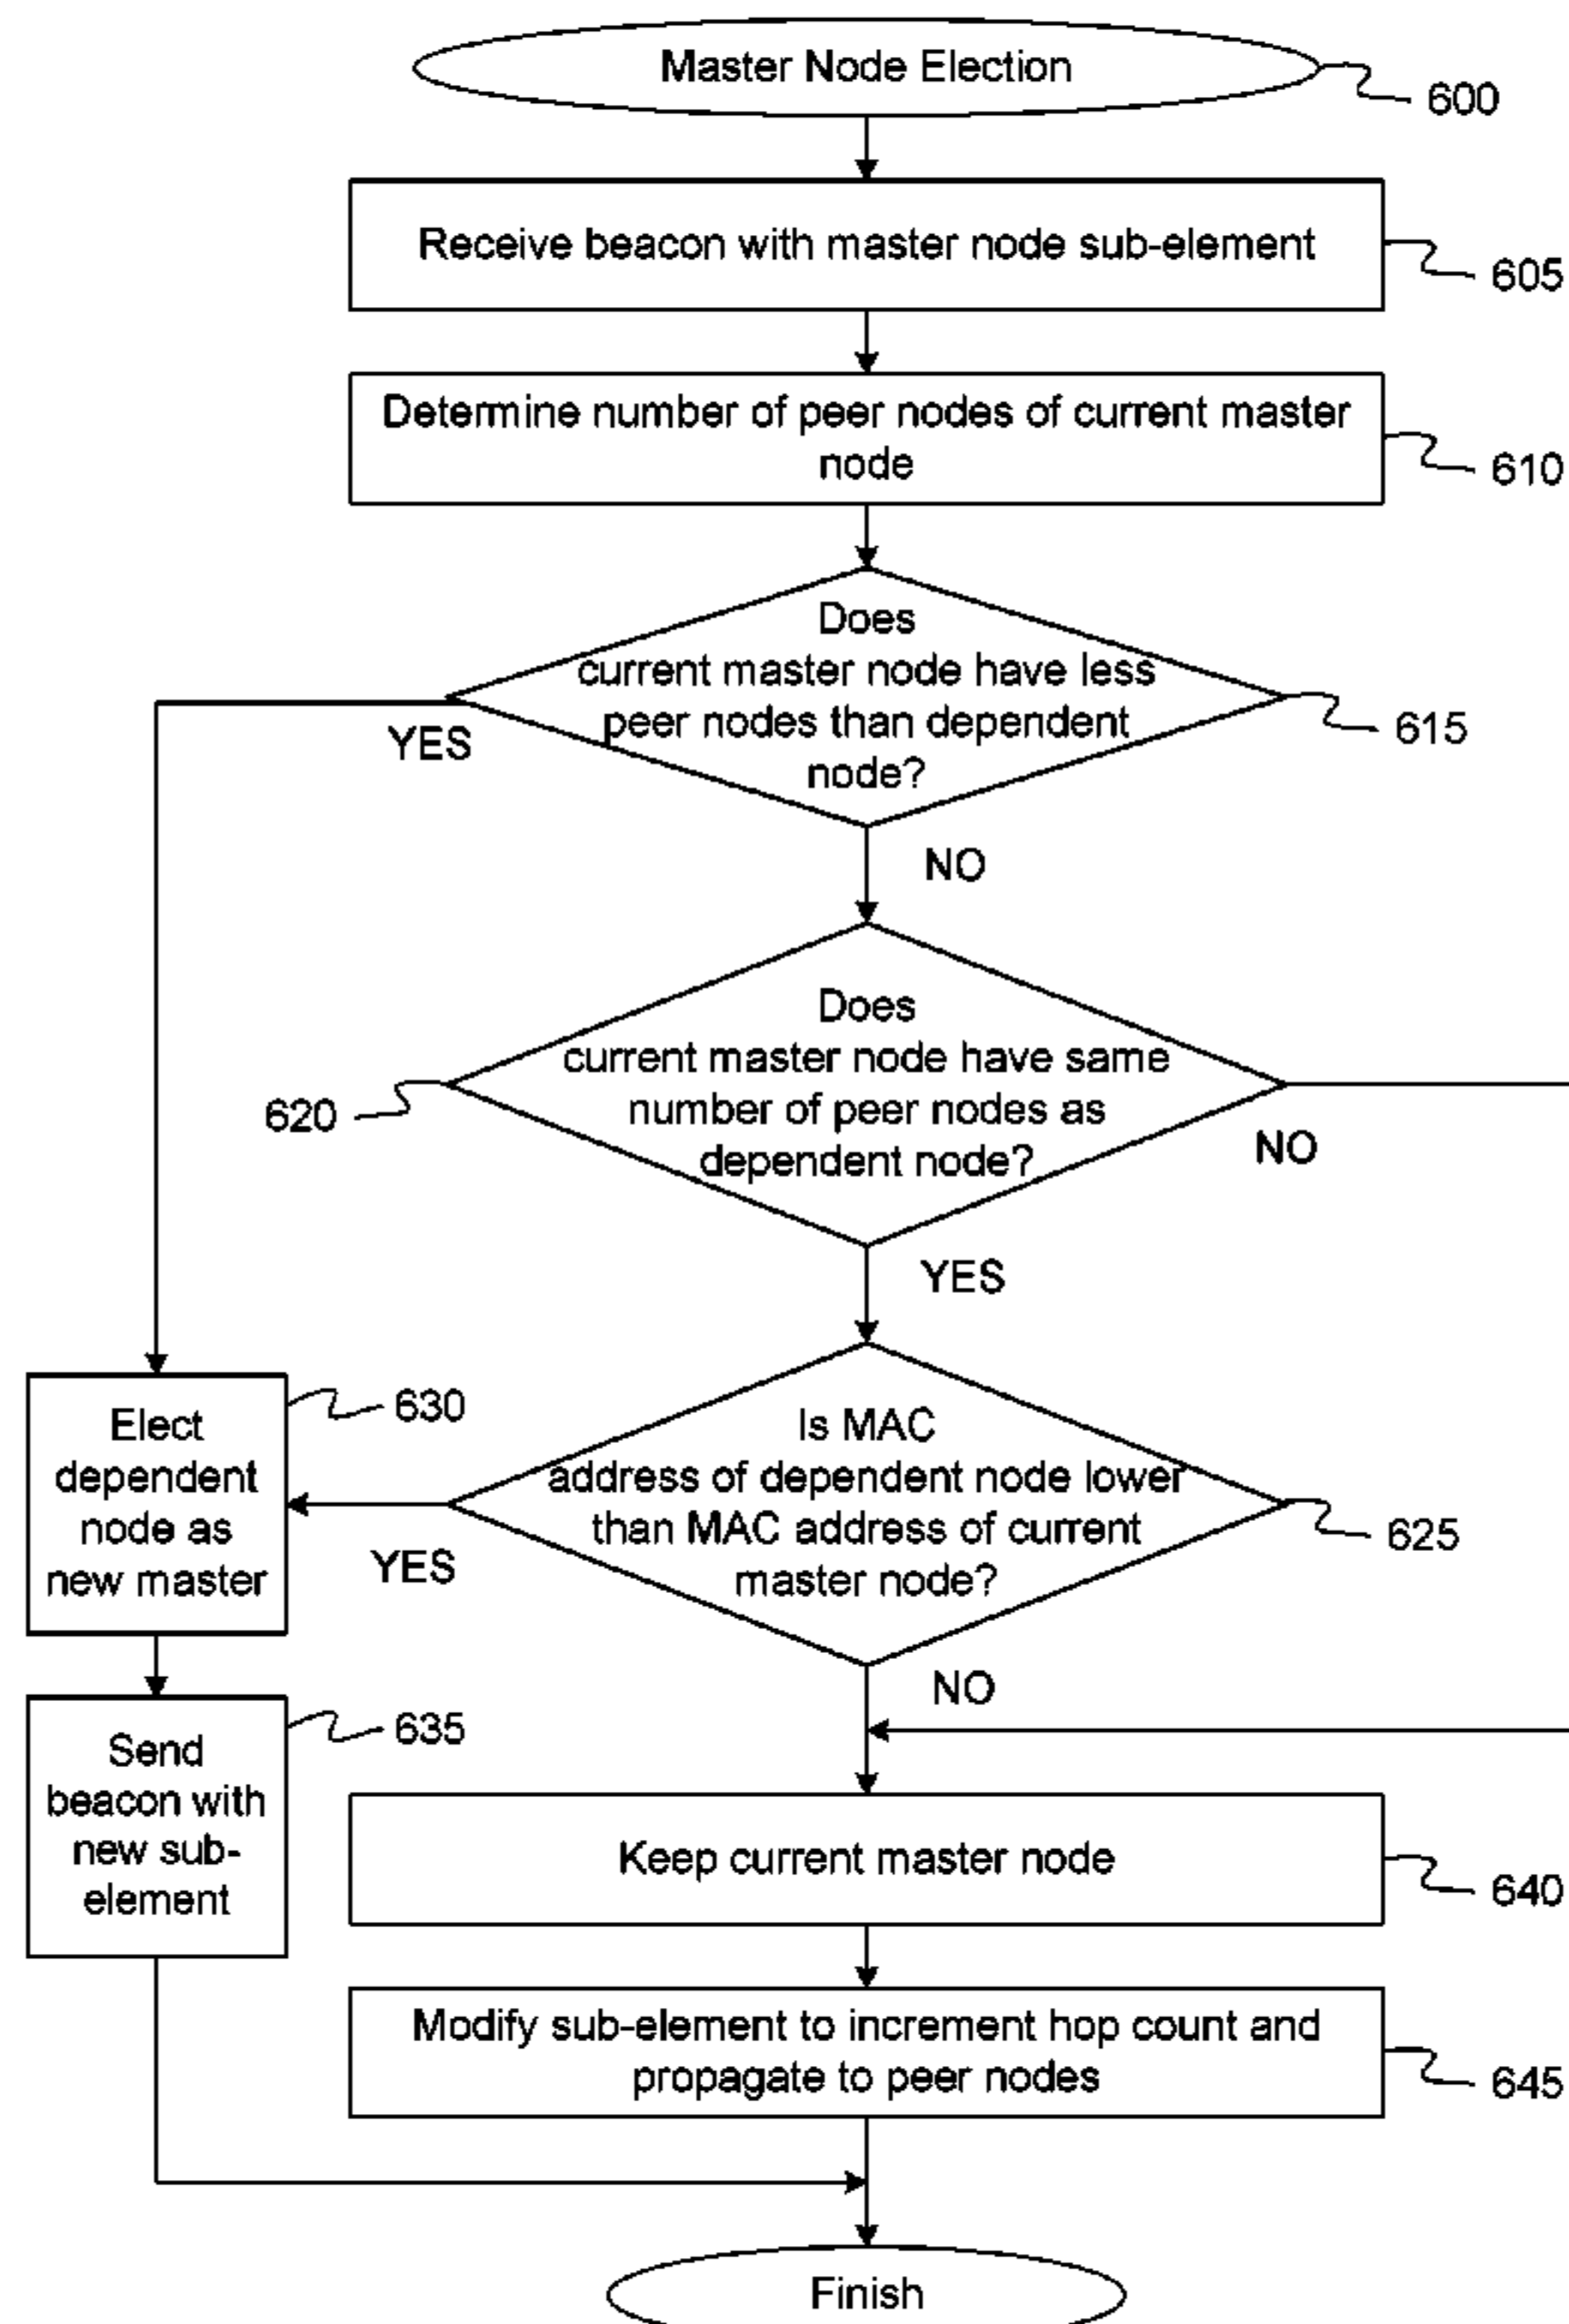 Master Node Election
600
Receive beacon with master node sub-element
605
Determine number of peer nodes of current master
node
610
Does
current master node have less
peer nodes than dependent
node?
615
YES
NO
Does
current master node have same
number of peer nodes as
dependent node?
620
NO
YES
Is MAC
address of dependent node lower
than MAC address of current
master node?
625
YES
NO
Elect
dependent
node as
new master
630
Send
beacon with
new sub-
element
635
Keep current master node
640
Modify sub-element to increment hop count and
propagate to peer nodes
645
Finish